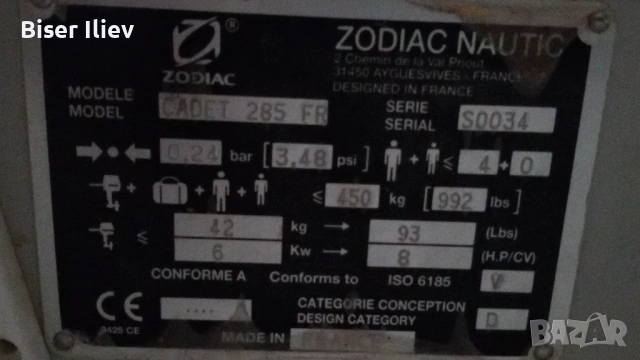 Biser Iliev
ZODIAC
ZODIAC NAUTIC
2 Chemin de la Val Priout
31450 AYGUESVIVES - FRANCE
DESIGNED IN FRANCE
MODELE
MODEL
CADET 285 FR
SERIE
SERIAL
S0034
0,24 bar [3,48 psi] + ≤ 4 + 0
+ + + ≤ 450 kg [992 lbs]
≤ 42 kg → 93 (Lbs)
6 Kw → 8 (H.P/CV)
CONFORME A Conforms to ISO 6185 V
CE
0425 CE
.... A
CATEGORIE CONCEPTION
DESIGN CATEGORY
D
MADE IN
BAZAR